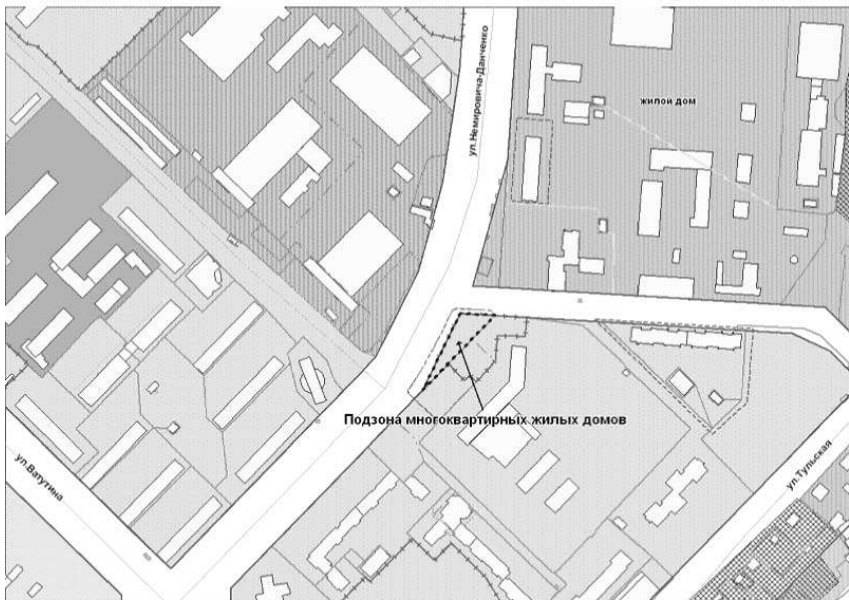 ул.Немировича-Данченко
жилой дом
Подзона многоквартирных жилых домов
ул.Ватутина
ул.Тульская